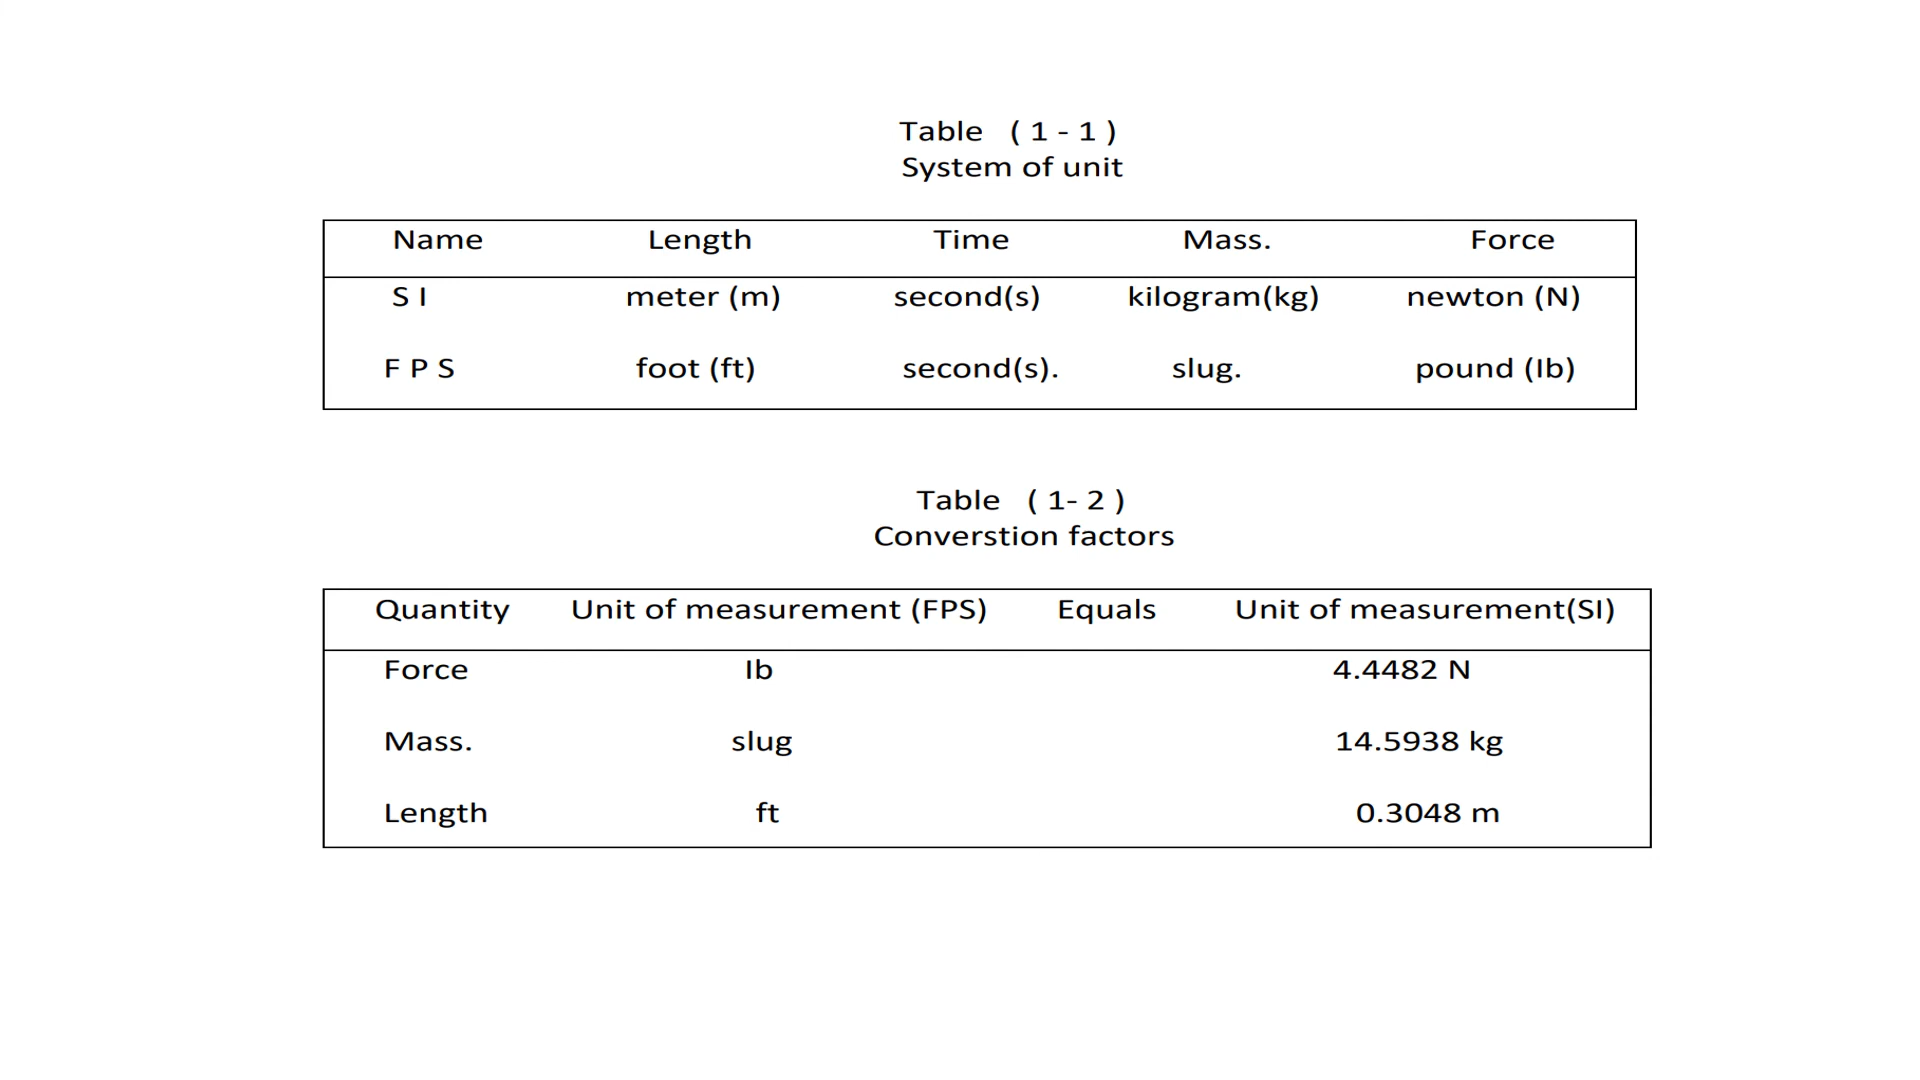 Table ( 1 - 1 )
System of unit
Name Length Time Mass. Force
S I meter (m) second(s) kilogram(kg) newton (N)
F P S foot (ft) second(s). slug. pound (Ib)
Table ( 1- 2 )
Converstion factors
Quantity Unit of measurement (FPS) Equals Unit of measurement(SI)
Force Ib 4.4482 N
Mass. slug 14.5938 kg
Length ft 0.3048 m